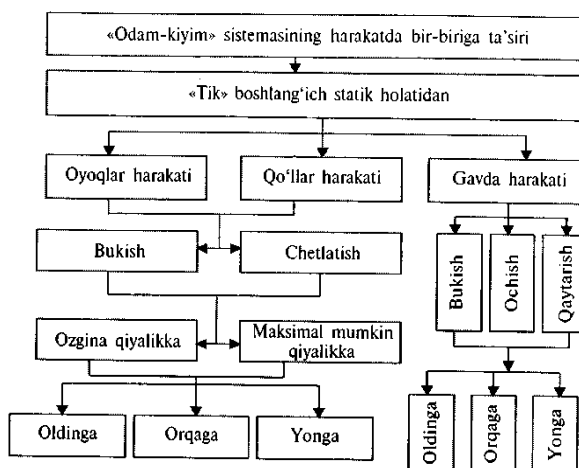 «Odam-kiyim» sistemasining harakatda bir-biriga ta’siri
«Tik» boshlang‘ich statik holatidan
Oyoqlar harakati
Qo‘llar harakati
Gavda harakati
Bukish
Chetlatish
Bukish
Ochish
Qaytarish
Ozgina qiyalikka
Maksimal mumkin
qiyalikka
Oldinga
Orqaga
Yonga
Oldinga
Orqaga
Yonga